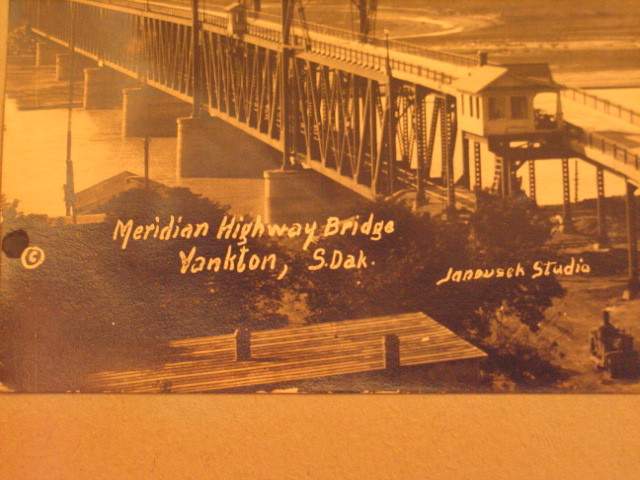 Meridian Highway Bridge
Yankton, S.Dak.
Janousek Studio
©